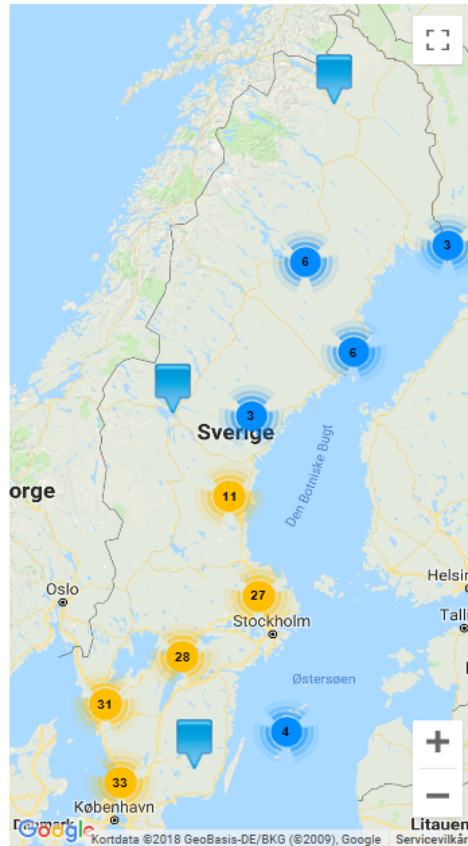 3
6
6
3
Sverige
Den Botniske Bugt
orge
11
Oslo
27
Helsin
Stockholm
Talli
28
Østersøen
31
4
33
København
Danmark
Litauen
Google
Kortdata ©2018 GeoBasis-DE/BKG (©2009), Google
Servicevilkår